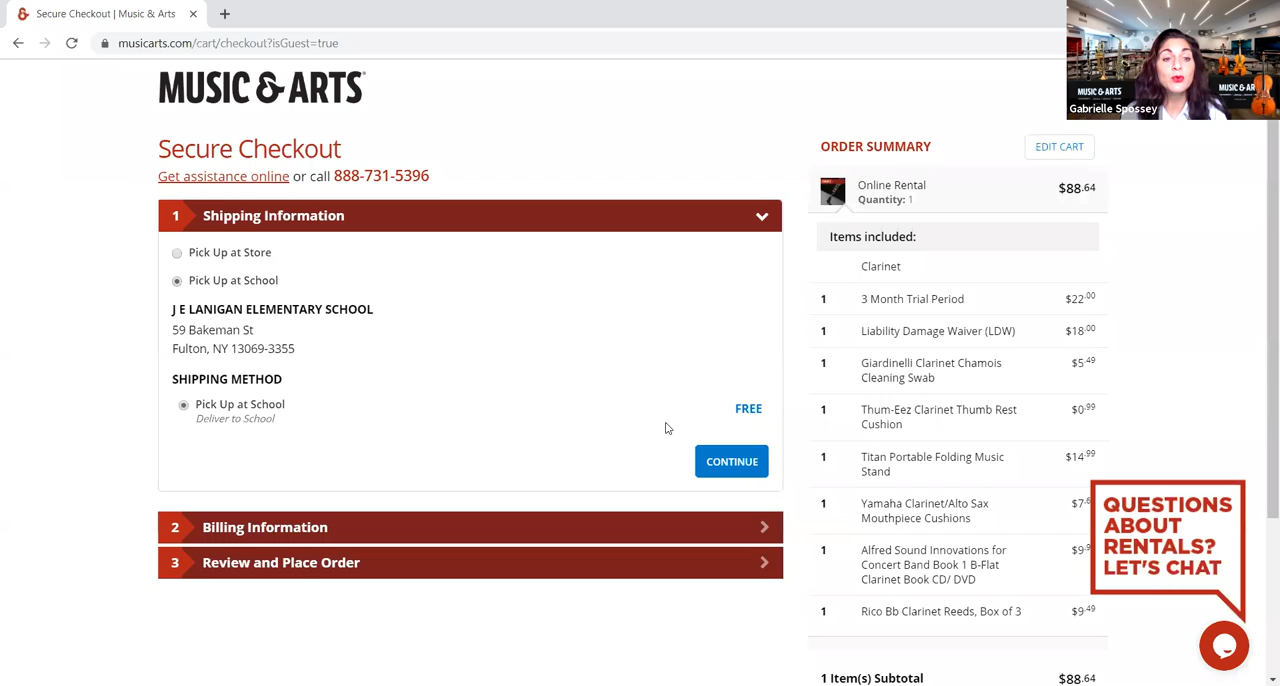 Secure Checkout | Music & Arts
musicarts.com/cart/checkout?isGuest=true
MUSIC & ARTS
MUSIC & AR
Gabrielle Spossey
MUSIC & ARTS
Secure Checkout
Get assistance online or call 888-731-5396
1 Shipping Information
Pick Up at Store
Pick Up at School
J E LANIGAN ELEMENTARY SCHOOL
59 Bakeman St
Fulton, NY 13069-3355
SHIPPING METHOD
Pick Up at School
Deliver to School
FREE
CONTINUE
2 Billing Information
3 Review and Place Order
ORDER SUMMARY
EDIT CART
Online Rental $88.64
Quantity: 1
Items included:
Clarinet
1 3 Month Trial Period $22.00
1 Liability Damage Waiver (LDW) $18.00
1 Giardinelli Clarinet Chamois $5.49
Cleaning Swab
1 Thum-Eez Clarinet Thumb Rest $0.99
Cushion
1 Titan Portable Folding Music $14.99
Stand
1 Yamaha Clarinet/Alto Sax
Mouthpiece Cushions
1 Alfred Sound Innovations for
Concert Band Book 1 B-Flat
Clarinet Book CD/ DVD
1 Rico Bb Clarinet Reeds, Box of 3 $9.49
1 Item(s) Subtotal $88.64
QUESTIONS
ABOUT
RENTALS?
LET'S CHAT